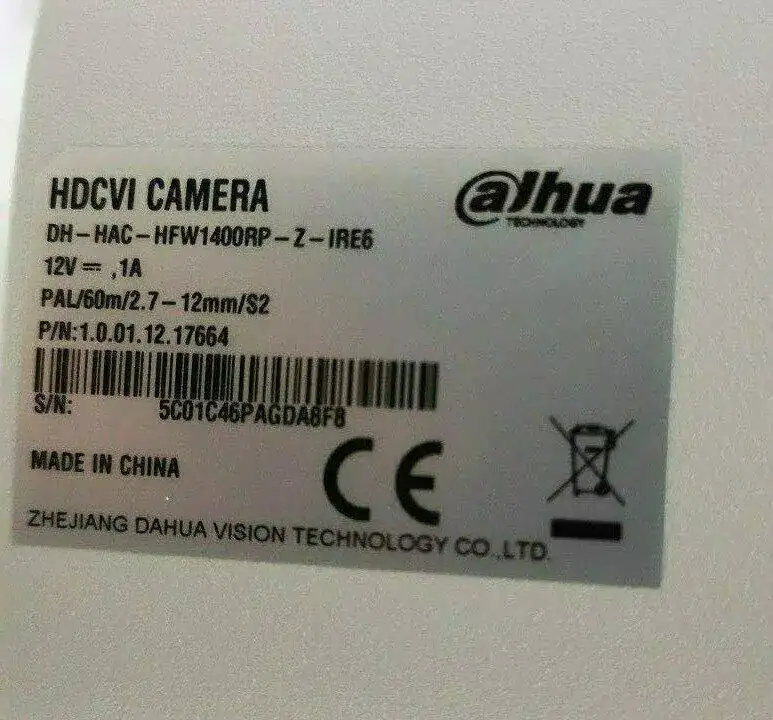 HDCVI CAMERA
alhua
TECHNOLOGY
DH-HAC-HFW1400RP-Z-IRE6
12V⎓,1A
PAL/60m/2.7-12mm/S2
P/N:1.0.01.12.17664
S/N: 5C01C46PAGDA8F8
MADE IN CHINA
CE
ZHEJIANG DAHUA VISION TECHNOLOGY CO.,LTD.